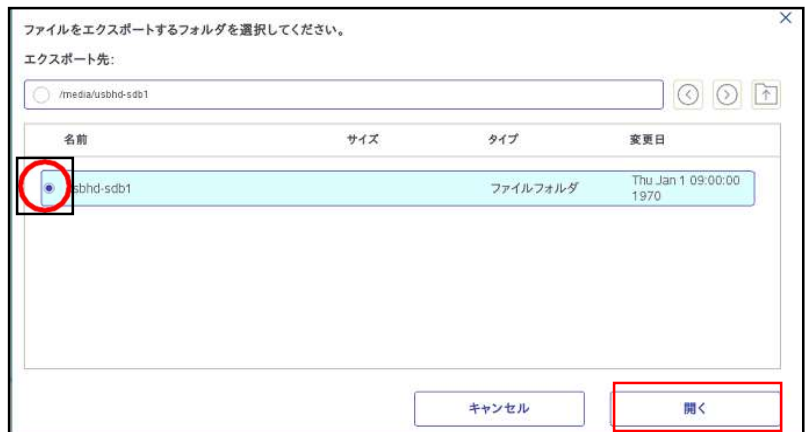 ファイルをエクスポートするフォルダを選択してください。
エクスポート先:
/media/usbhd-sdb1
名前 サイズ タイプ 変更日
sbhd-sdb1 ファイルフォルダ Thu Jan 1 09:00:00
1970
キャンセル 開く